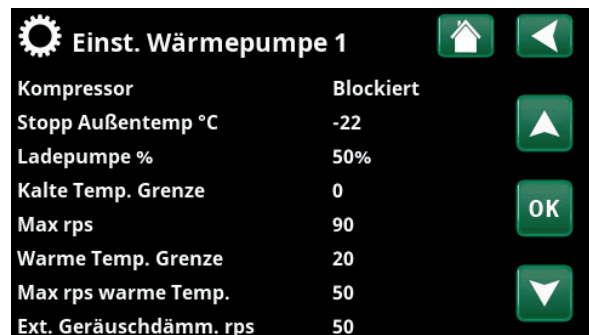 Einst. Wärmepumpe 1
Kompressor Blockiert
Stopp Außentemp °C -22
Ladepumpe % 50%
Kalte Temp. Grenze 0
Max rps 90
Warme Temp. Grenze 20
Max rps warme Temp. 50
Ext. Geräuschdämm. rps 50
OK